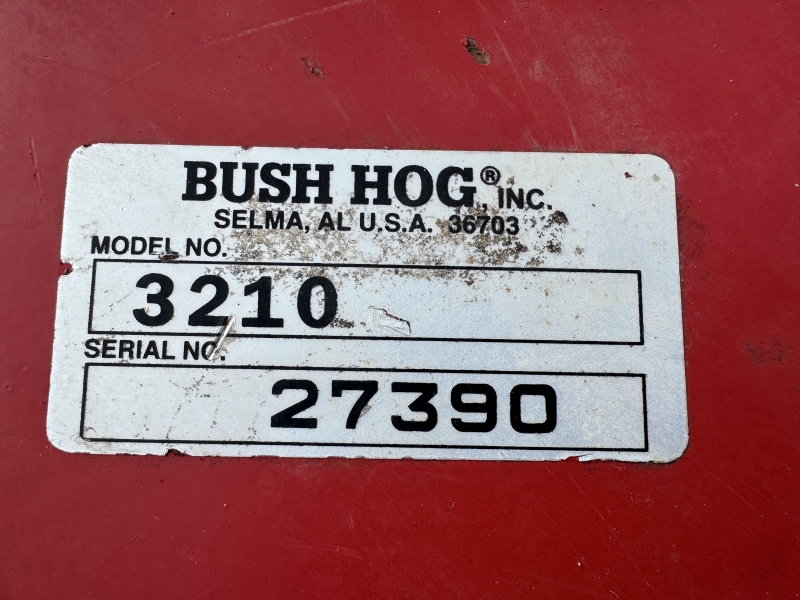 BUSH HOG®, INC.
SELMA, AL U.S.A. 36703
MODEL NO.
3210
SERIAL NO.
27390